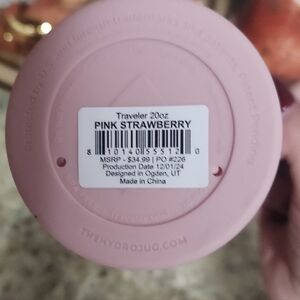 Traveler 20oz
PINK STRAWBERRY
8 10140 55512 0
MSRP - $34.99 | PO #226
Production Date 12/01/24
Designed in Ogden, UT
Made in China
THEHYDROJUG.COM